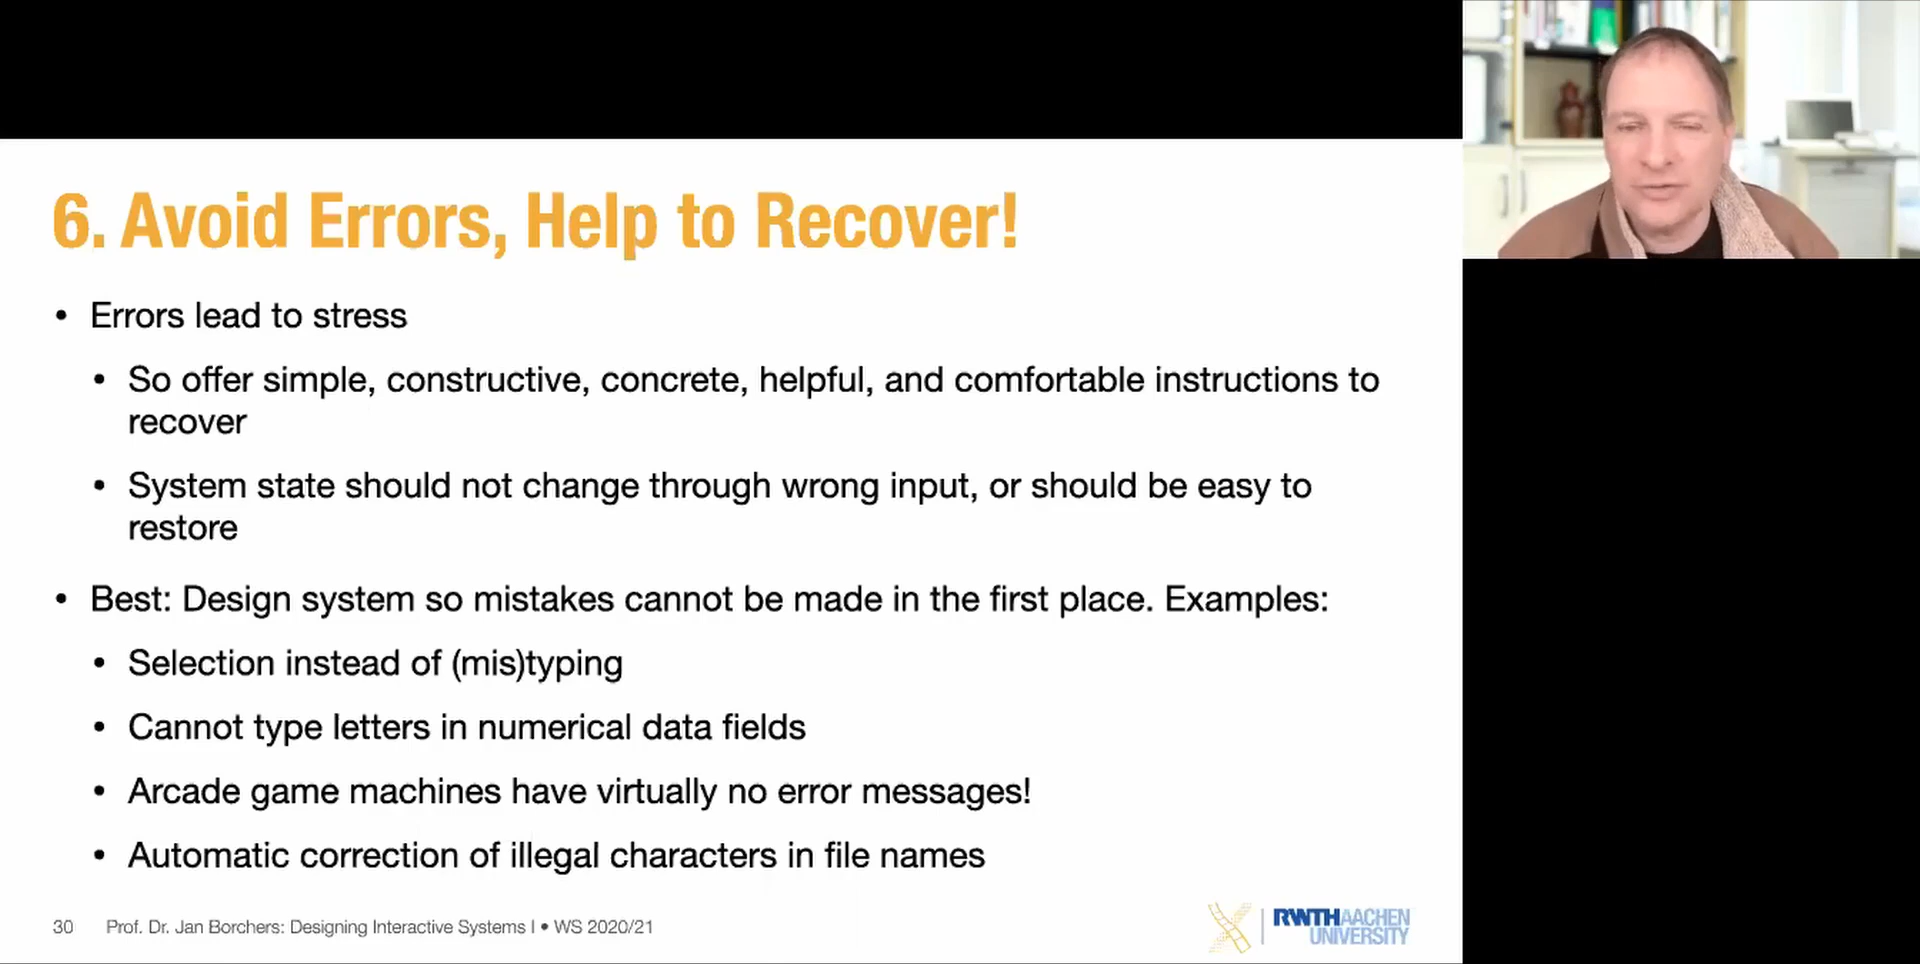 6. Avoid Errors, Help to Recover!
• Errors lead to stress
• So offer simple, constructive, concrete, helpful, and comfortable instructions to
recover
• System state should not change through wrong input, or should be easy to
restore
• Best: Design system so mistakes cannot be made in the first place. Examples:
• Selection instead of (mis)typing
• Cannot type letters in numerical data fields
• Arcade game machines have virtually no error messages!
• Automatic correction of illegal characters in file names
30 Prof. Dr. Jan Borchers: Designing Interactive Systems I • WS 2020/21
RWTHAACHEN
UNIVERSITY